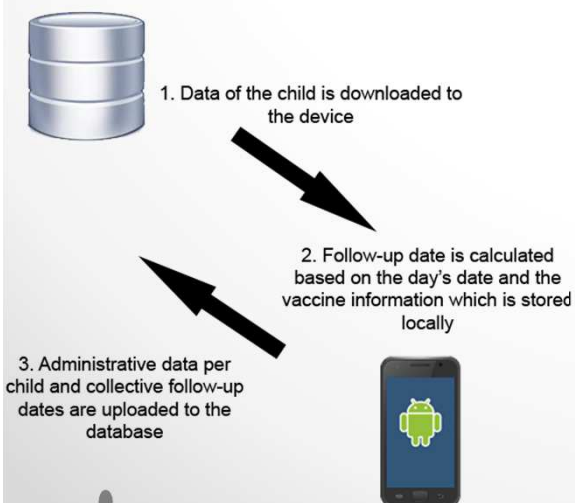 1. Data of the child is downloaded to
the device
2. Follow-up date is calculated
based on the day's date and the
vaccine information which is stored
locally
3. Administrative data per
child and collective follow-up
dates are uploaded to the
database